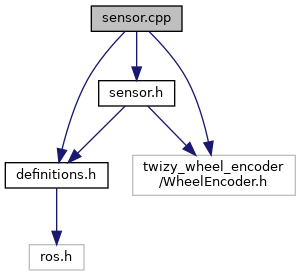 sensor.cpp
sensor.h
definitions.h
twizy_wheel_encoder
/WheelEncoder.h
ros.h